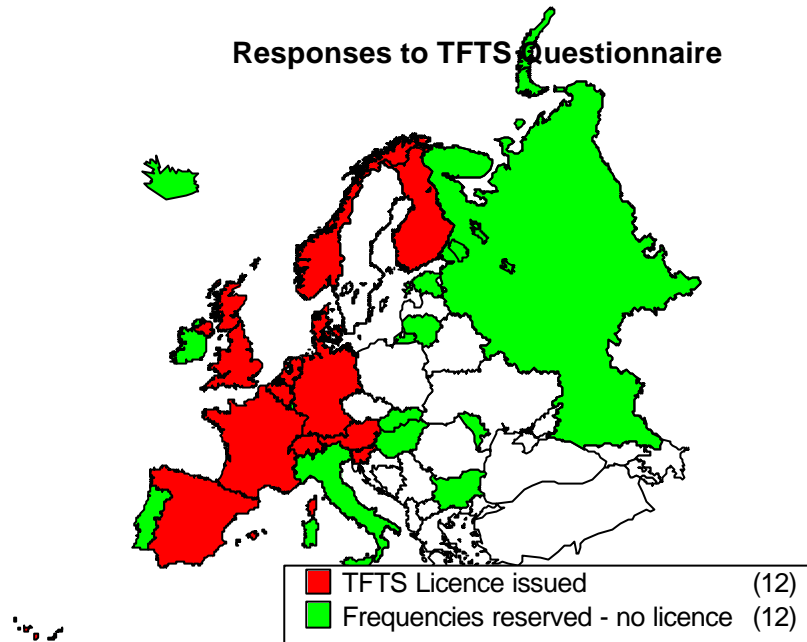 Responses to TFTS Questionnaire
TFTS Licence issued (12)
Frequencies reserved - no licence (12)